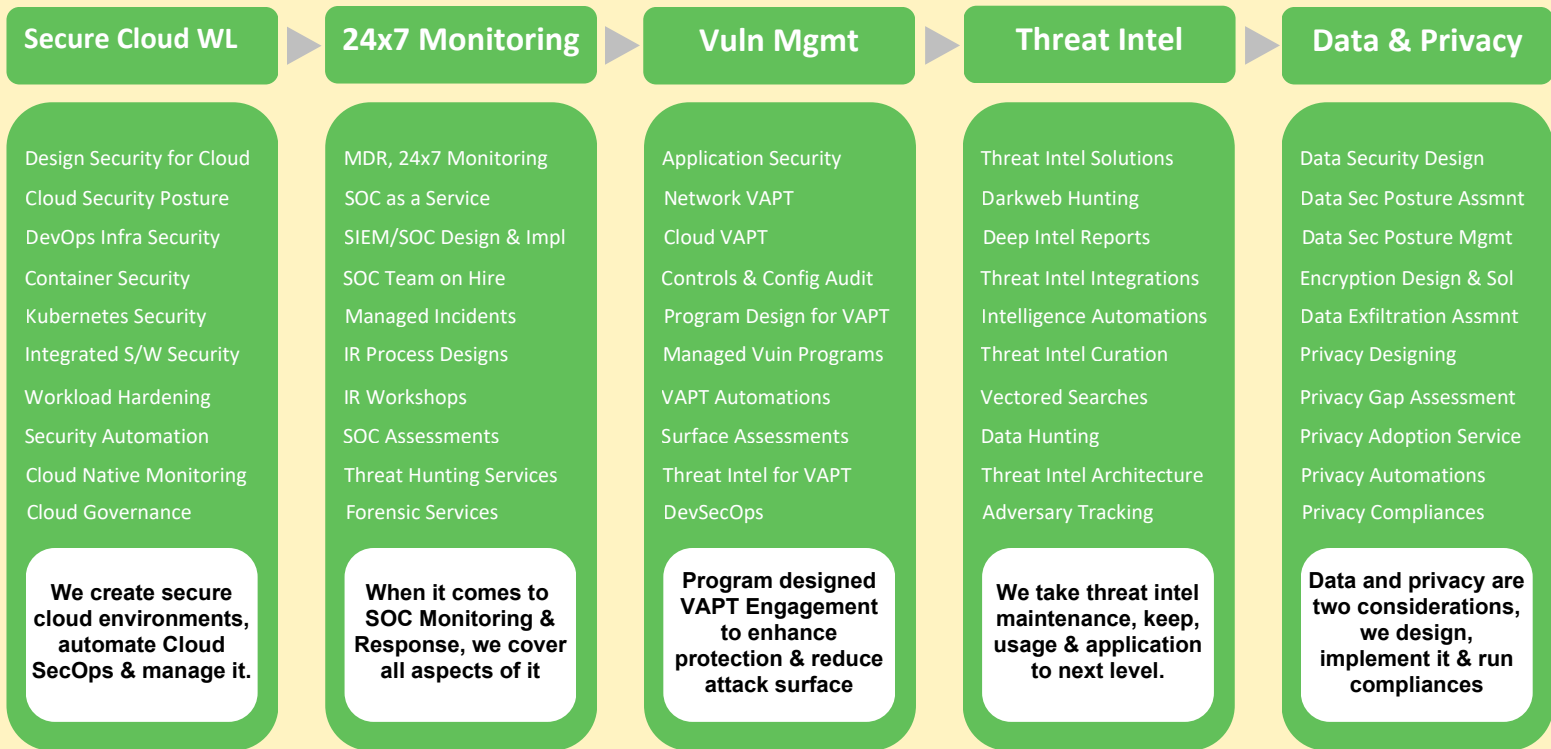 Secure Cloud WL
24x7 Monitoring
Vuln Mgmt
Threat Intel
Data & Privacy
Design Security for Cloud
Cloud Security Posture
DevOps Infra Security
Container Security
Kubernetes Security
Integrated S/W Security
Workload Hardening
Security Automation
Cloud Native Monitoring
Cloud Governance
We create secure
cloud environments,
automate Cloud
SecOps & manage it.
MDR, 24x7 Monitoring
SOC as a Service
SIEM/SOC Design & Impl
SOC Team on Hire
Managed Incidents
IR Process Designs
IR Workshops
SOC Assessments
Threat Hunting Services
Forensic Services
When it comes to
SOC Monitoring &
Response, we cover
all aspects of it
Application Security
Network VAPT
Cloud VAPT
Controls & Config Audit
Program Design for VAPT
Managed Vuin Programs
VAPT Automations
Surface Assessments
Threat Intel for VAPT
DevSecOps
Program designed
VAPT Engagement
to enhance
protection & reduce
attack surface
Threat Intel Solutions
Darkweb Hunting
Deep Intel Reports
Threat Intel Integrations
Intelligence Automations
Threat Intel Curation
Vectored Searches
Data Hunting
Threat Intel Architecture
Adversary Tracking
We take threat intel
maintenance, keep,
usage & application
to next level.
Data Security Design
Data Sec Posture Assmnt
Data Sec Posture Mgmt
Encryption Design & Sol
Data Exfiltration Assmnt
Privacy Designing
Privacy Gap Assessment
Privacy Adoption Service
Privacy Automations
Privacy Compliances
Data and privacy are
two considerations,
we design,
implement it & run
compliances